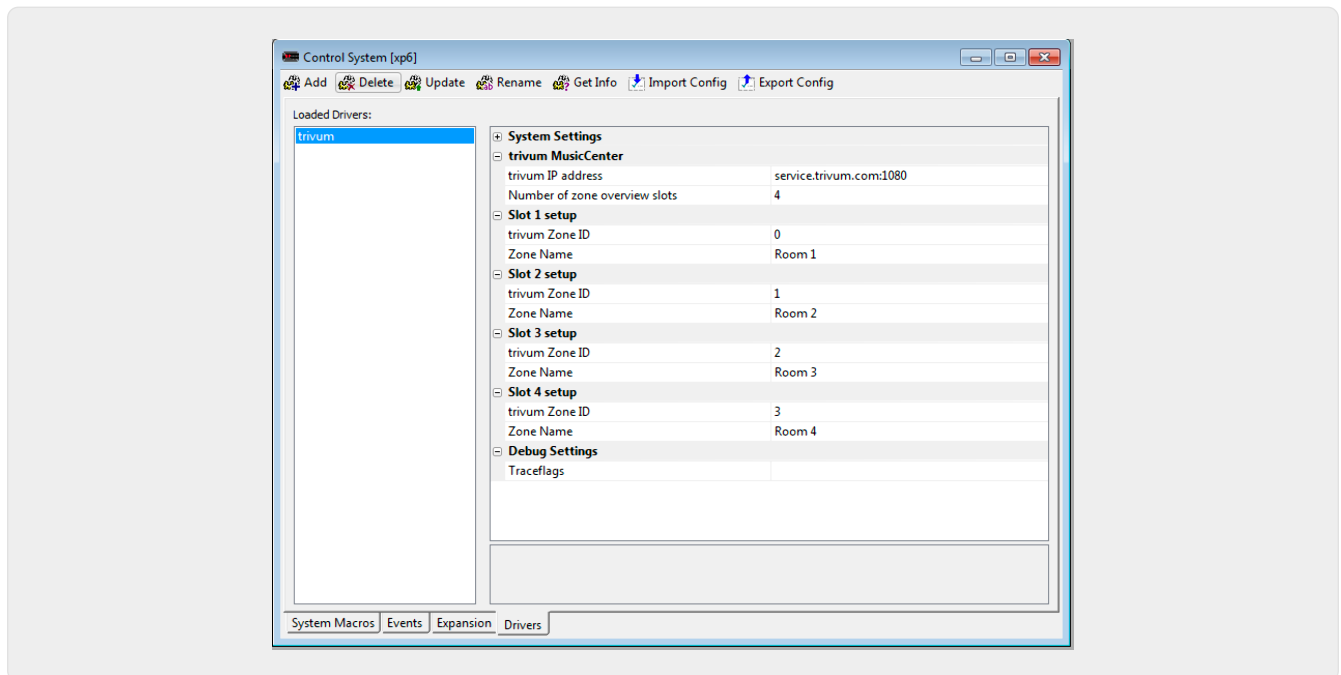 Control System [xp6]
Add Delete Update Rename Get Info Import Config Export Config
Loaded Drivers:
trivum
System Settings
trivum MusicCenter
trivum IP address service.trivum.com:1080
Number of zone overview slots 4
Slot 1 setup
trivum Zone ID 0
Zone Name Room 1
Slot 2 setup
trivum Zone ID 1
Zone Name Room 2
Slot 3 setup
trivum Zone ID 2
Zone Name Room 3
Slot 4 setup
trivum Zone ID 3
Zone Name Room 4
Debug Settings
Traceflags
System Macros Events Expansion Drivers